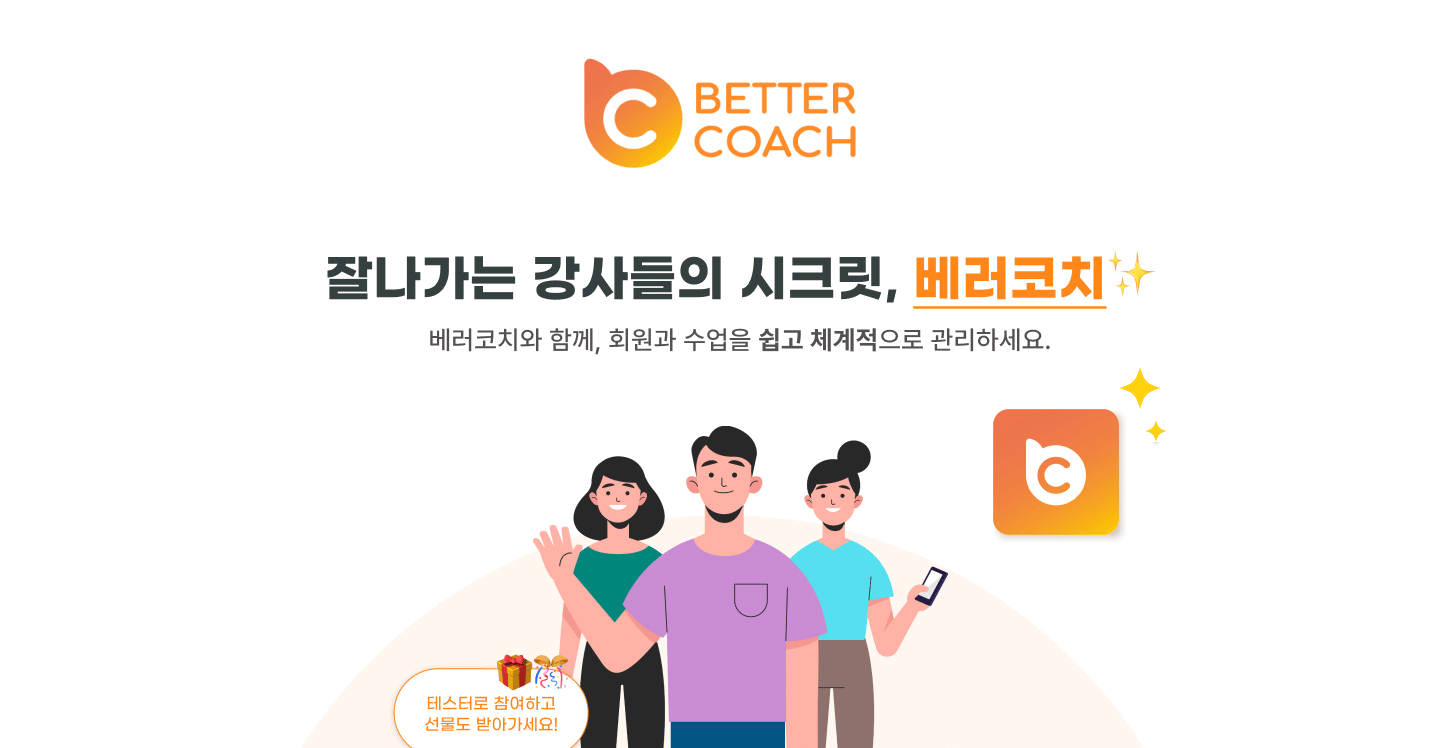 BETTER
COACH
잘나가는 강사들의 시크릿, 베러코치
베러코치와 함께, 회원과 수업을 쉽고 체계적으로 관리하세요.
테스터로 참여하고
선물도 받아가세요!